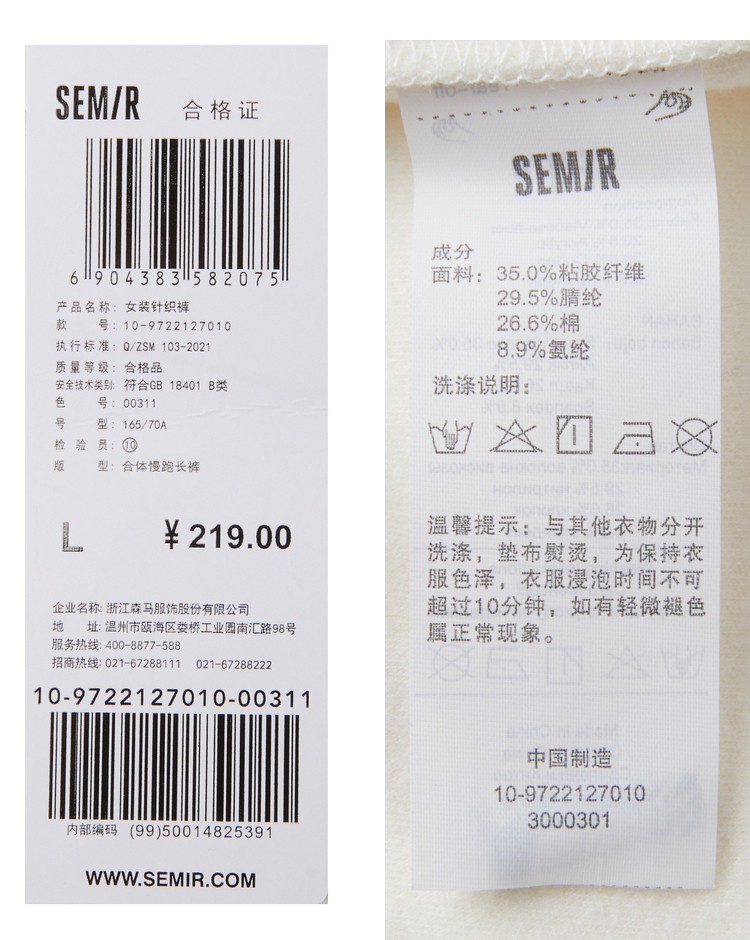 SEMIR 合格证
6 904383 582075
产品名称: 女装针织裤
款 号: 10-9722127010
执行标准: Q/ZSM 103-2021
质量等级: 合格品
安全技术类别: 符合GB 18401 B类
色 号: 00311
号 型: 165/70A
检 验 员: ⑩
版 型: 合体慢跑长裤
L ¥219.00
企业名称: 浙江森马服饰股份有限公司
地 址: 温州市瓯海区娄桥工业园南汇路98号
服务热线: 400-8877-588
招商热线: 021-67288111 021-67288222
10-9722127010-00311
内部编码 (99)50014825391
WWW.SEMIR.COM
SEMIR
成分
面料: 35.0%粘胶纤维
29.5%腈纶
26.6%棉
8.9%氨纶
洗涤说明:
温馨提示: 与其他衣物分开
洗涤, 垫布熨烫, 为保持衣
服色泽, 衣服浸泡时间不可
超过10分钟, 如有轻微褪色
属正常现象。
中国制造
10-9722127010
3000301